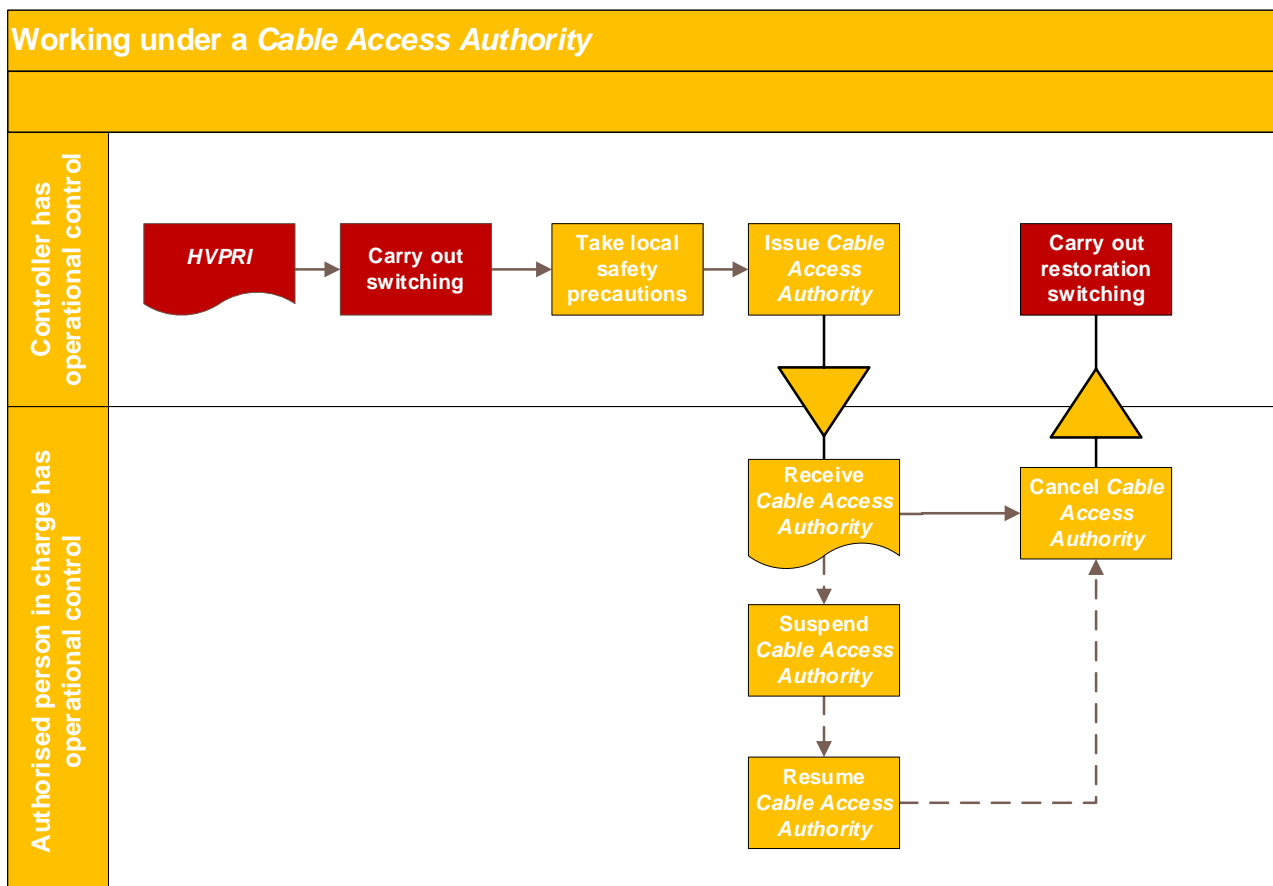 Working under a Cable Access Authority
Controller has
operational control
HVPRI
Carry out
switching
Take local
safety
precautions
Issue Cable
Access
Authority
Carry out
restoration
switching
Authorised person in charge has
operational control
Receive
Cable Access
Authority
Cancel Cable
Access
Authority
Suspend
Cable Access
Authority
Resume
Cable Access
Authority